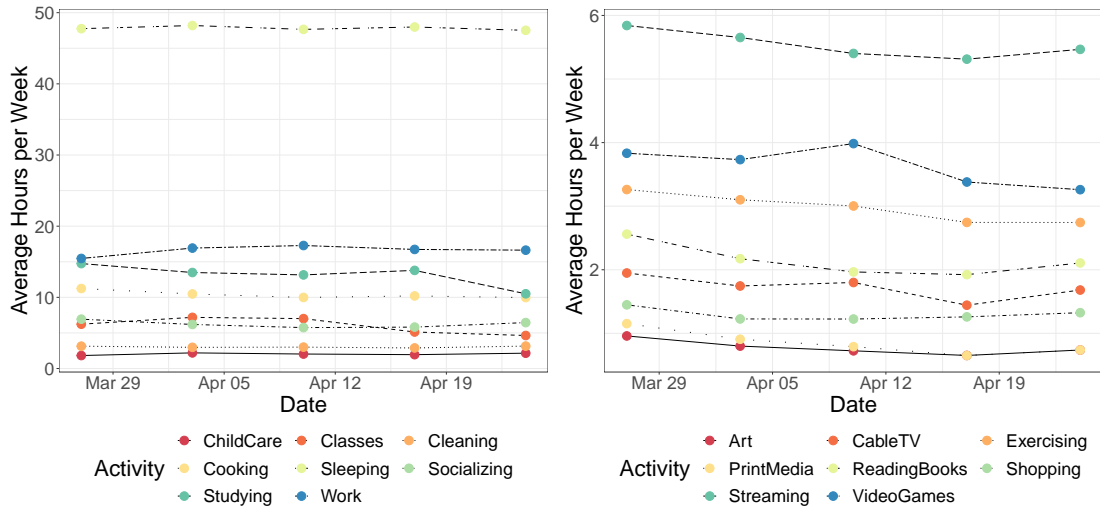 50
40
30
20
10
0
Average Hours per Week
Mar 29 Apr 05 Apr 12 Apr 19
Date
Activity
ChildCare Classes Cleaning
Cooking Sleeping Socializing
Studying Work
6
4
2
Average Hours per Week
Mar 29 Apr 05 Apr 12 Apr 19
Date
Activity
Art CableTV Exercising
PrintMedia ReadingBooks Shopping
Streaming VideoGames